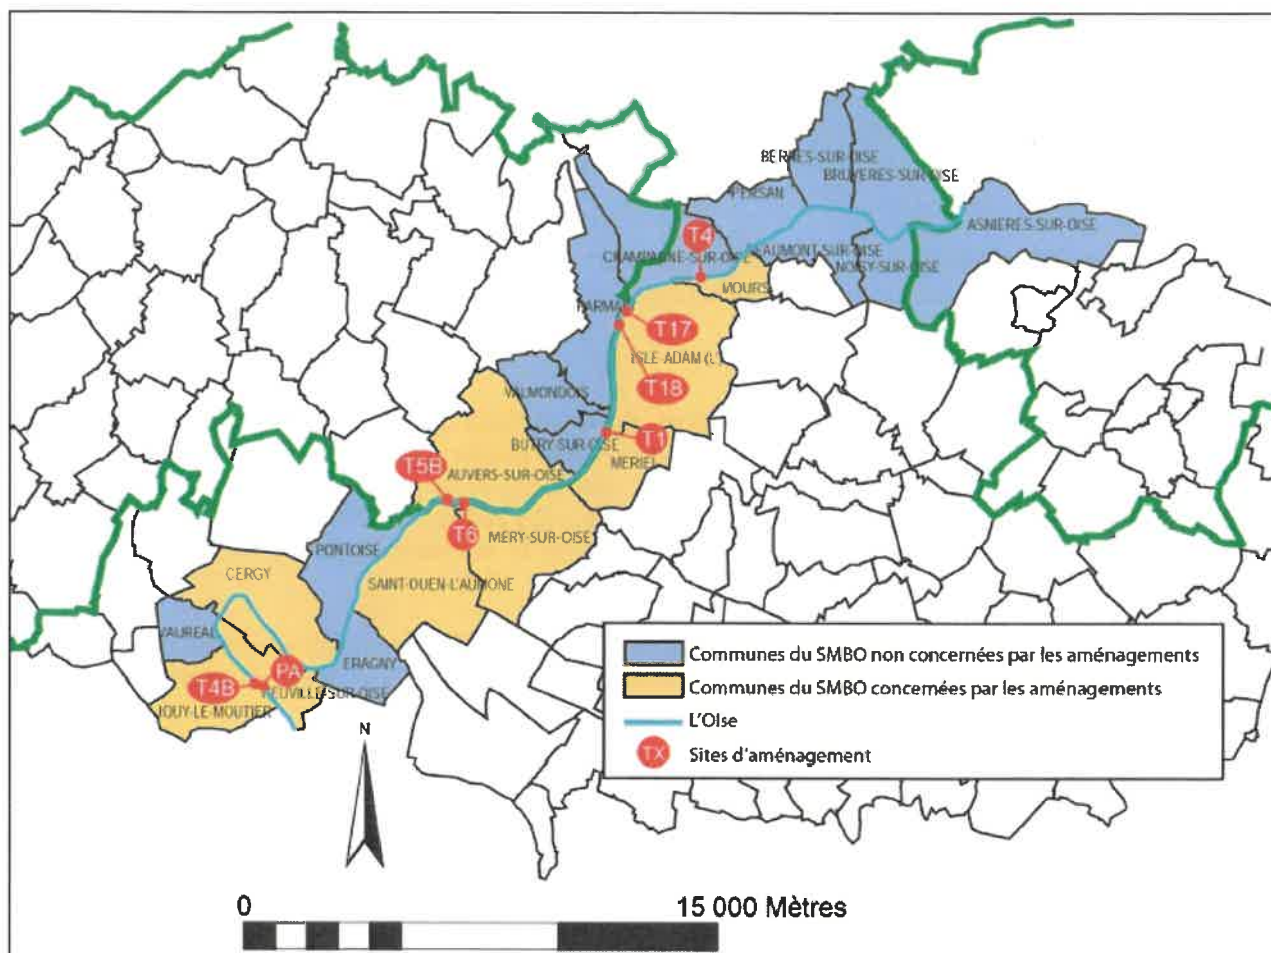 BERNES-SUR-OISE
BRUYERES-SUR-OISE
PERSAN
ASNIERES-SUR-OISE
T4
CHAMPAGNE-SUR-OISE
BEAUMONT-SUR-OISE
NOISY-SUR-OISE
MOURS
PARMAIN
T17
ISLE-ADAM (L')
T18
VALMONDOIS
BUTRY-SUR-OISE
T1
MERIEL
T5B
AUVERS-SUR-OISE
T6
MÉRY-SUR-OISE
PONTOISE
CERGY
SAINT-OUEN-L'AUMONE
VAUREAL
ERAGNY
PA
T4B
NEUVILLE-SUR-OISE
JOUY-LE-MOUTIER
Communes du SMBO non concernées par les aménagements
Communes du SMBO concernées par les aménagements
L'OIse
TX Sites d'aménagement
N
0 15 000 Mètres